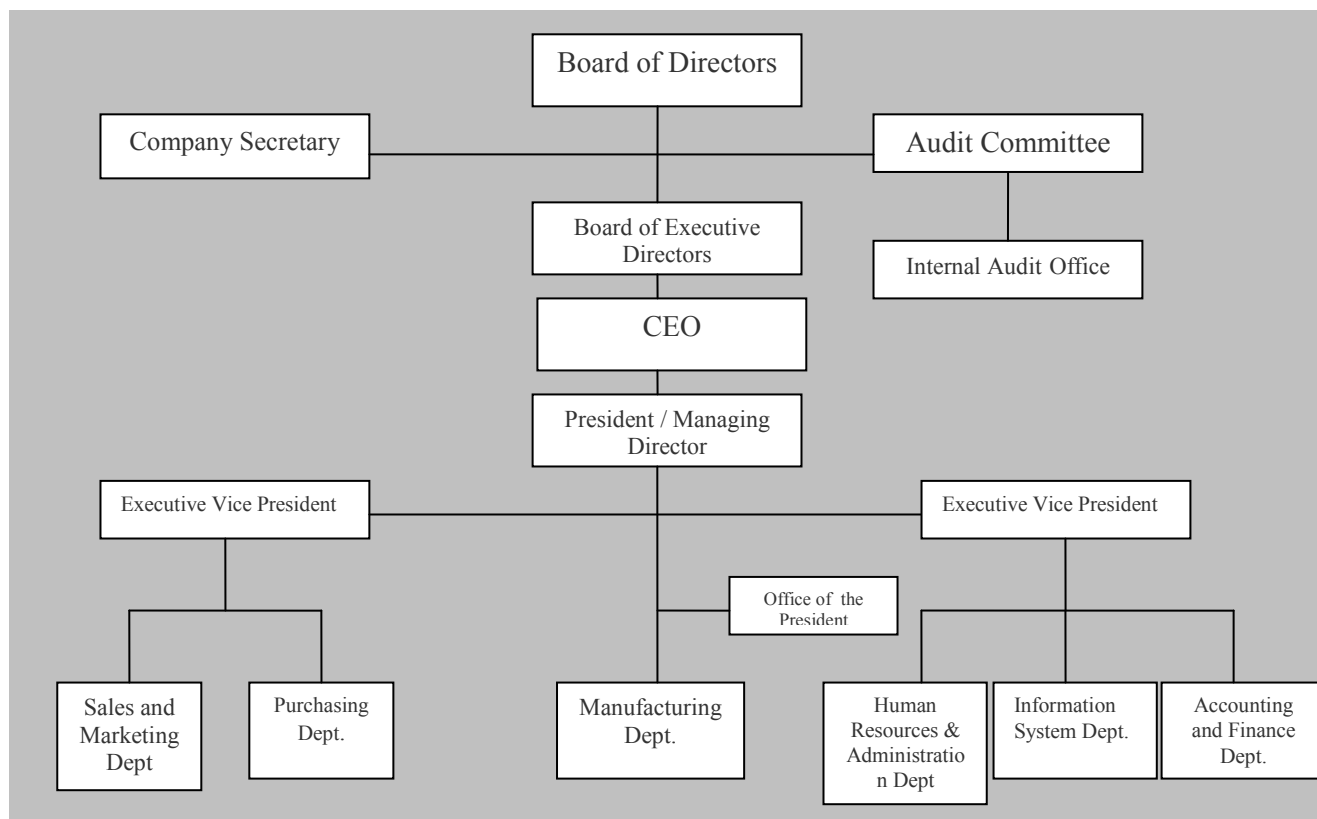 Board of Directors
Company Secretary
Audit Committee
Board of Executive
Directors
Internal Audit Office
CEO
President / Managing
Director
Executive Vice President
Executive Vice President
Office of the
President
Sales and
Marketing
Dept
Purchasing
Dept.
Manufacturing
Dept.
Human
Resources &
Administratio
n Dept
Information
System Dept.
Accounting
and Finance
Dept.